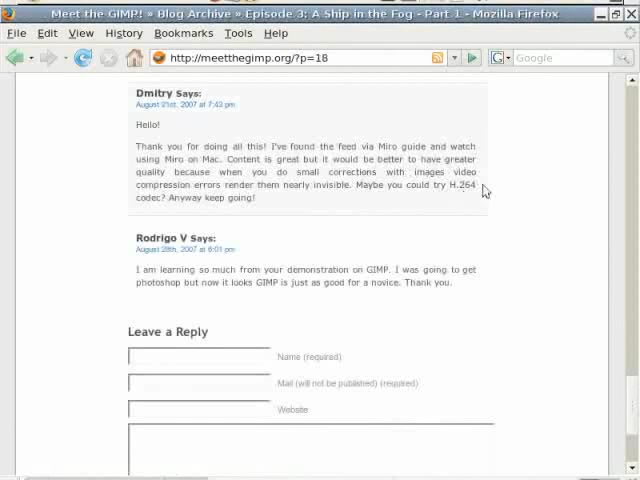 . Meet the GIMP! » Blog Archive » Episode 3: A Ship in the Fog - Part 1 - Mozilla Firefox
File Edit View History Bookmarks Tools Help
http://meetthegimp.org/?p=18
Google
Dmitry Says:
August 21st, 2007 at 7:43 pm
Hello!
Thank you for doing all this! I've found the feed via Miro guide and watch
using Miro on Mac. Content is great but it would be better to have greater
quality because when you do small corrections with images video
compression errors render them nearly invisible. Maybe you could try H.264
codec? Anyway keep going!
Rodrigo V Says:
August 28th, 2007 at 6:01 pm
I am learning so much from your demonstration on GIMP. I was going to get
photoshop but now it looks GIMP is just as good for a novice. Thank you.
Leave a Reply
Name (required)
Mail (will not be published) (required)
Website